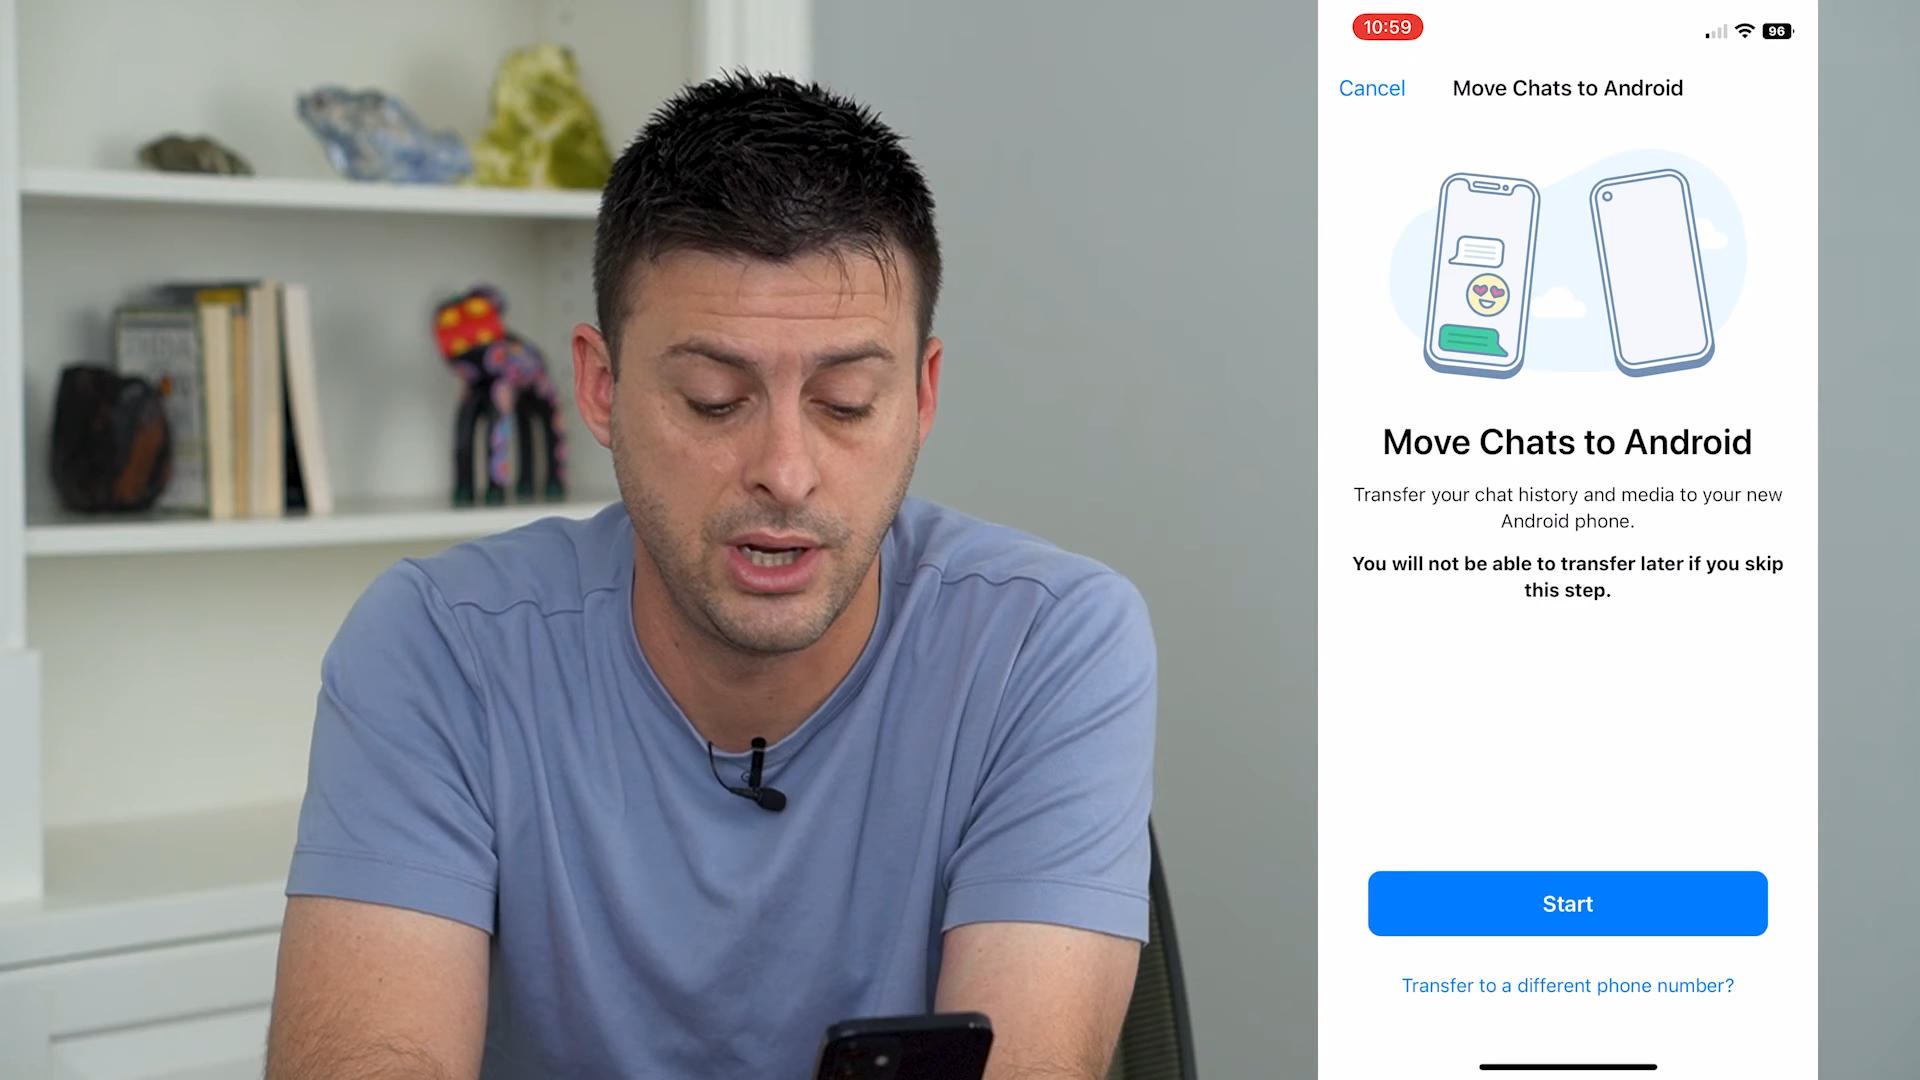 10:59
96
Cancel
Move Chats to Android
Move Chats to Android
Transfer your chat history and media to your new
Android phone.
You will not be able to transfer later if you skip
this step.
Start
Transfer to a different phone number?